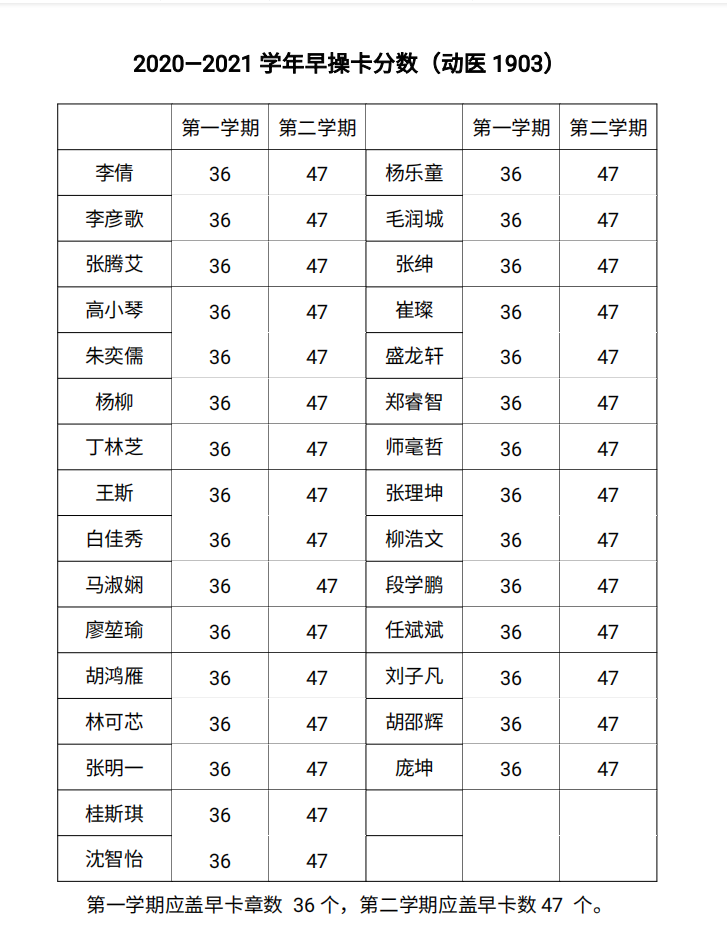 2020—2021 学年早操卡分数（动医 1903）
第一学期 第二学期 第一学期 第二学期
李倩 36 47 杨乐童 36 47
李彦歌 36 47 毛润城 36 47
张腾艾 36 47 张绅 36 47
高小琴 36 47 崔璨 36 47
朱奕儒 36 47 盛龙轩 36 47
杨柳 36 47 郑睿智 36 47
丁林芝 36 47 师毫哲 36 47
王斯 36 47 张理坤 36 47
白佳秀 36 47 柳浩文 36 47
马淑娴 36 47 段学鹏 36 47
廖堃瑜 36 47 任斌斌 36 47
胡鸿雁 36 47 刘子凡 36 47
林可芯 36 47 胡邵辉 36 47
张明一 36 47 庞坤 36 47
桂斯琪 36 47
沈智怡 36 47
第一学期应盖早卡章数 36 个，第二学期应盖早卡数 47 个。